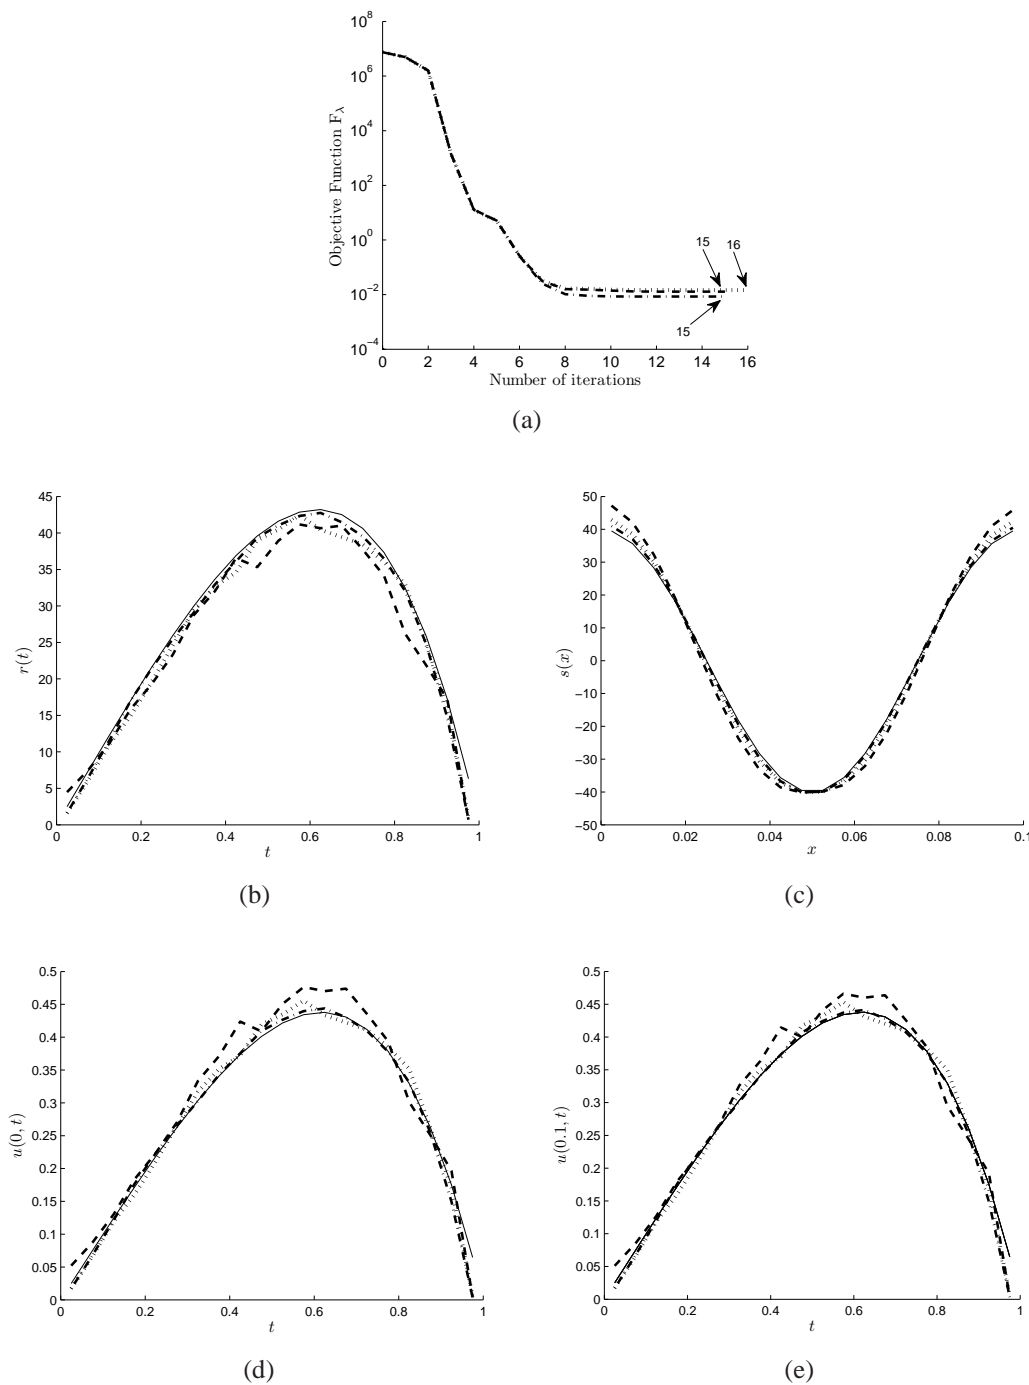 10^8
10^6
10^4
10^2
10^0
10^−2
10^−4
Objective Function F_λ
15
16
15
0 2 4 6 8 10 12 14 16
Number of iterations
(a)
45
40
35
30
25
20
15
10
5
0
r(t)
0 0.2 0.4 0.6 0.8 1
t
(b)
50
40
30
20
10
0
−10
−20
−30
−40
−50
s(x)
0 0.02 0.04 0.06 0.08 0.1
x
(c)
0.5
0.45
0.4
0.35
0.3
0.25
0.2
0.15
0.1
0.05
0
u(0, t)
0 0.2 0.4 0.6 0.8 1
t
(d)
0.5
0.45
0.4
0.35
0.3
0.25
0.2
0.15
0.1
0.05
0
u(0.1, t)
0 0.2 0.4 0.6 0.8 1
t
(e)